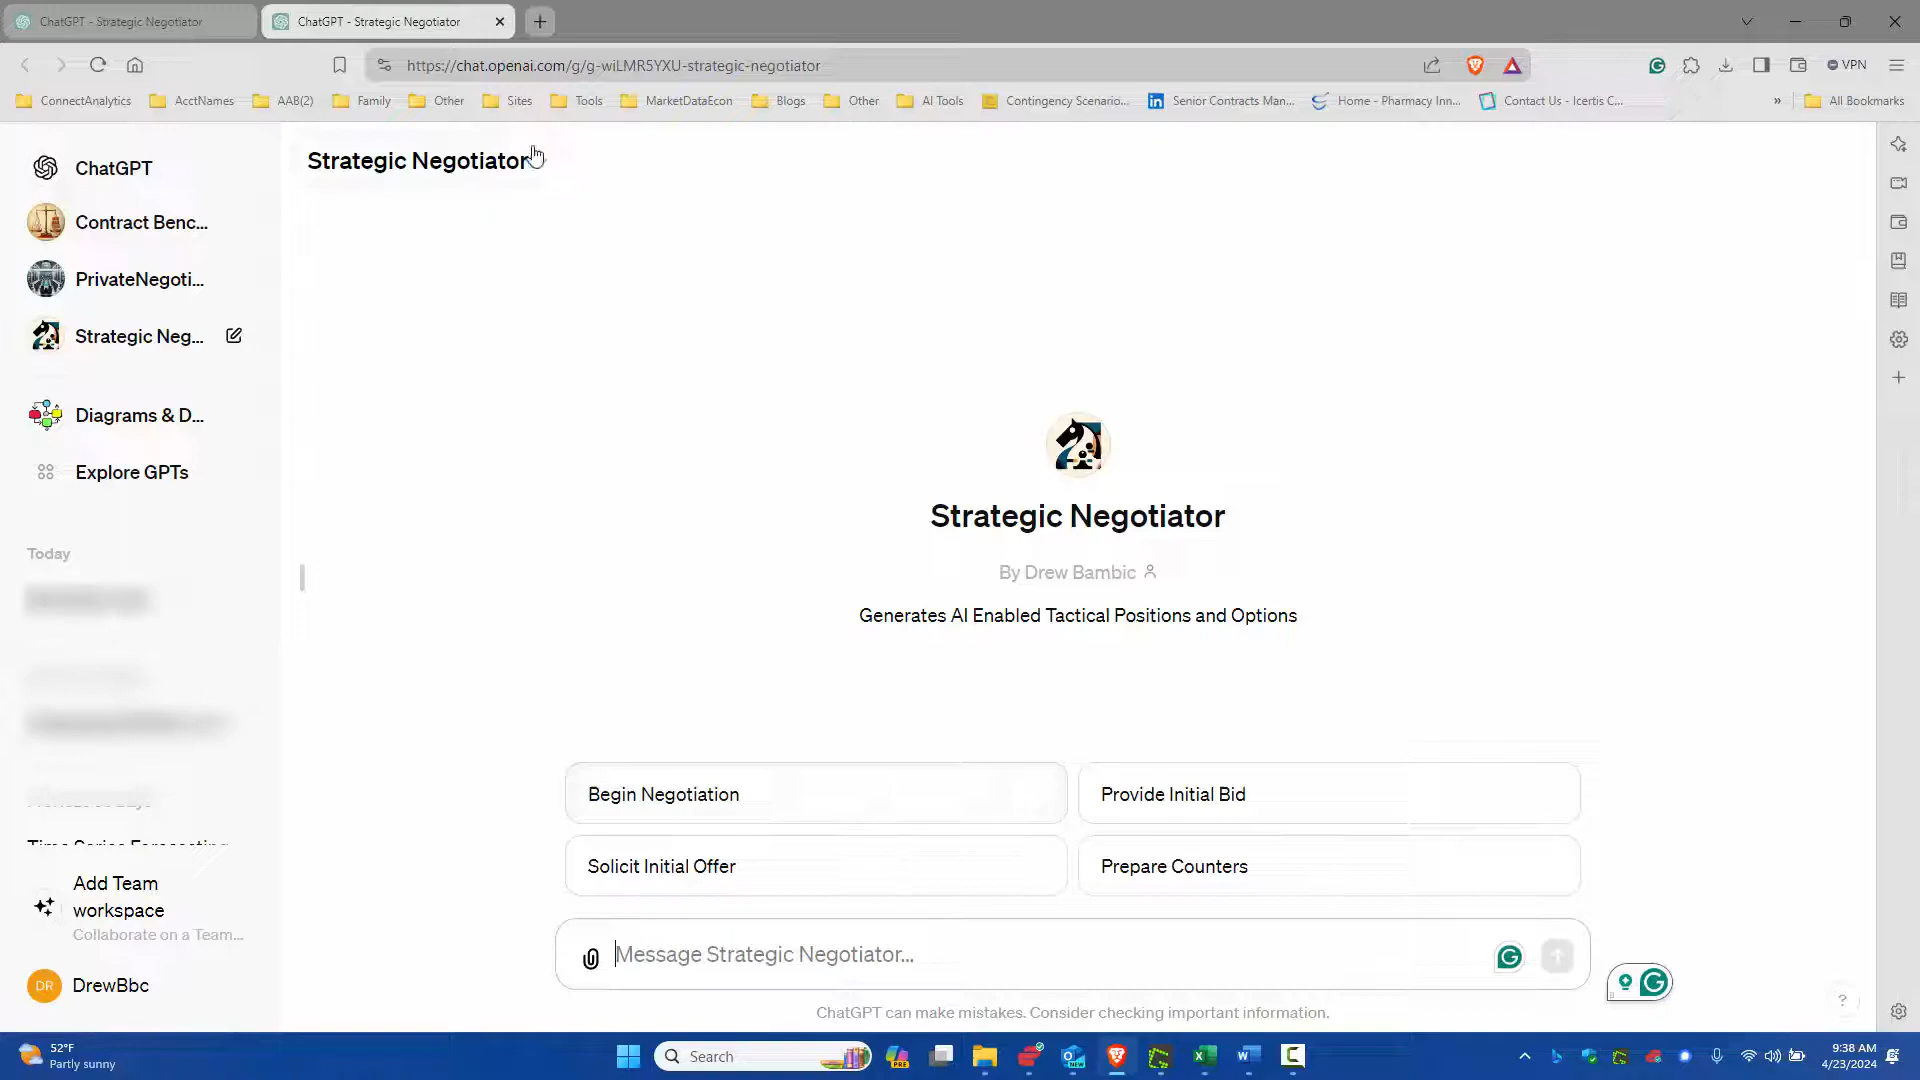 ChatGPT - Strategic Negotiator
ChatGPT - Strategic Negotiator
https://chat.openai.com/g/g-wiLMR5YXU-strategic-negotiator
VPN
ConnectAnalytics
AcctNames
AAB(2)
Family
Other
Sites
Tools
MarketDataEcon
Blogs
Other
AI Tools
Contingency Scenario...
Senior Contracts Man...
Home - Pharmacy Inn...
Contact Us - Icertis C...
»
All Bookmarks
ChatGPT
Contract Benc...
PrivateNegoti...
Strategic Neg...
Diagrams & D...
Explore GPTs
Today
Time Series Forecasting
Add Team
workspace
Collaborate on a Team...
DR
DrewBbc
Strategic Negotiator
Strategic Negotiator
By Drew Bambic
Generates AI Enabled Tactical Positions and Options
Begin Negotiation
Provide Initial Bid
Solicit Initial Offer
Prepare Counters
Message Strategic Negotiator...
ChatGPT can make mistakes. Consider checking important information.
?
52°F
Partly sunny
Search
PRE
9:38 AM
4/23/2024